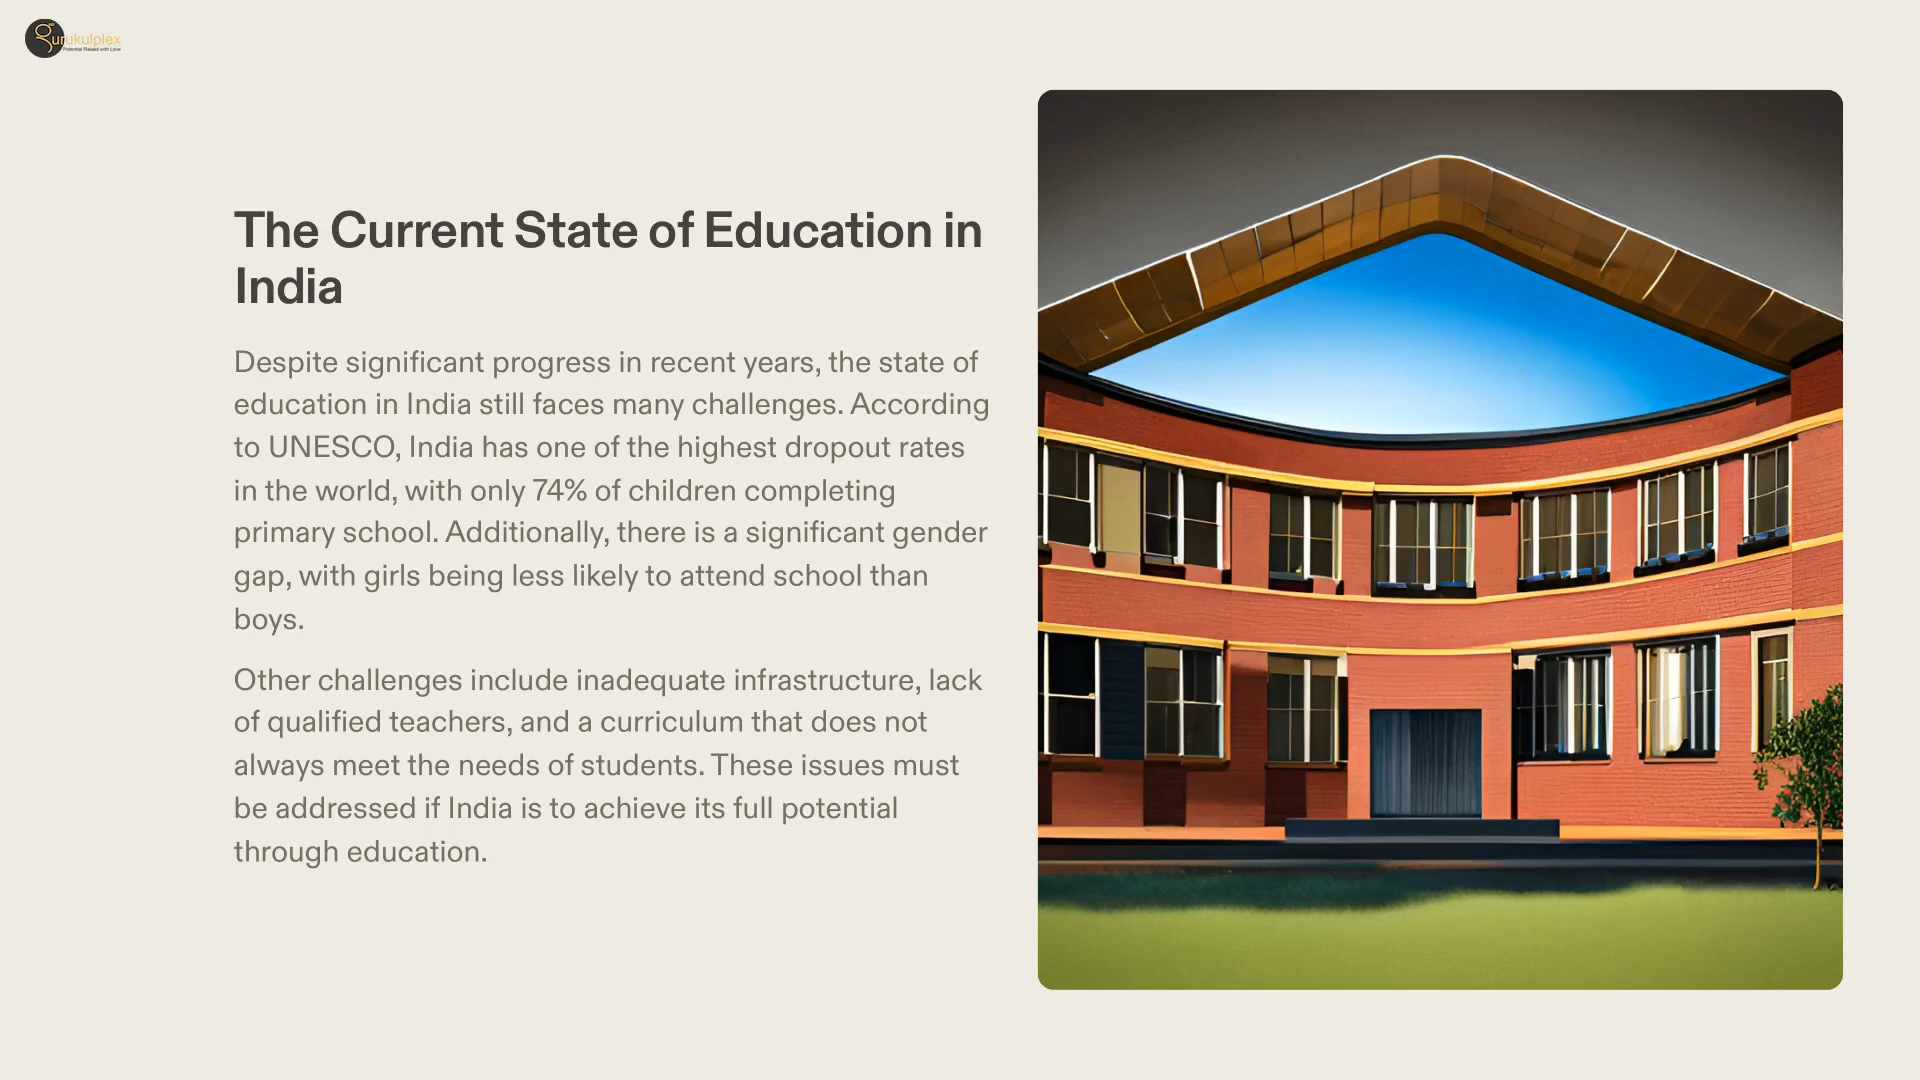 gurukulplex
Potential Raised with Love
The Current State of Education in
India
Despite significant progress in recent years, the state of
education in India still faces many challenges. According
to UNESCO, India has one of the highest dropout rates
in the world, with only 74% of children completing
primary school. Additionally, there is a significant gender
gap, with girls being less likely to attend school than
boys.
Other challenges include inadequate infrastructure, lack
of qualified teachers, and a curriculum that does not
always meet the needs of students. These issues must
be addressed if India is to achieve its full potential
through education.